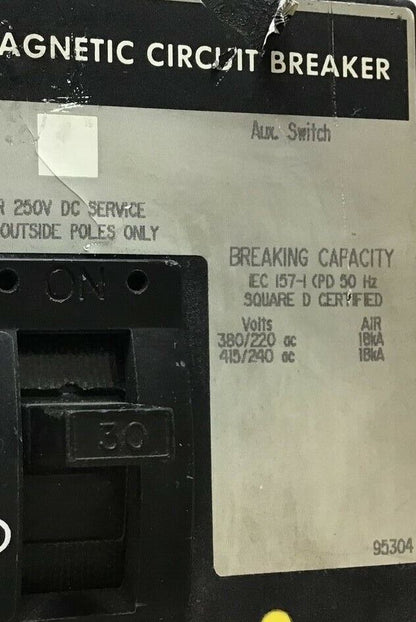 AGNETIC CIRCUIT BREAKER
Aux. Switch
R 250V DC SERVICE
OUTSIDE POLES ONLY
BREAKING CAPACITY
IEC 157-1 CPD 50 Hz
SQUARE D CERTIFIED
Volts AIR
380/220 ac 18kA
415/240 ac 18kA
ON
30
95304